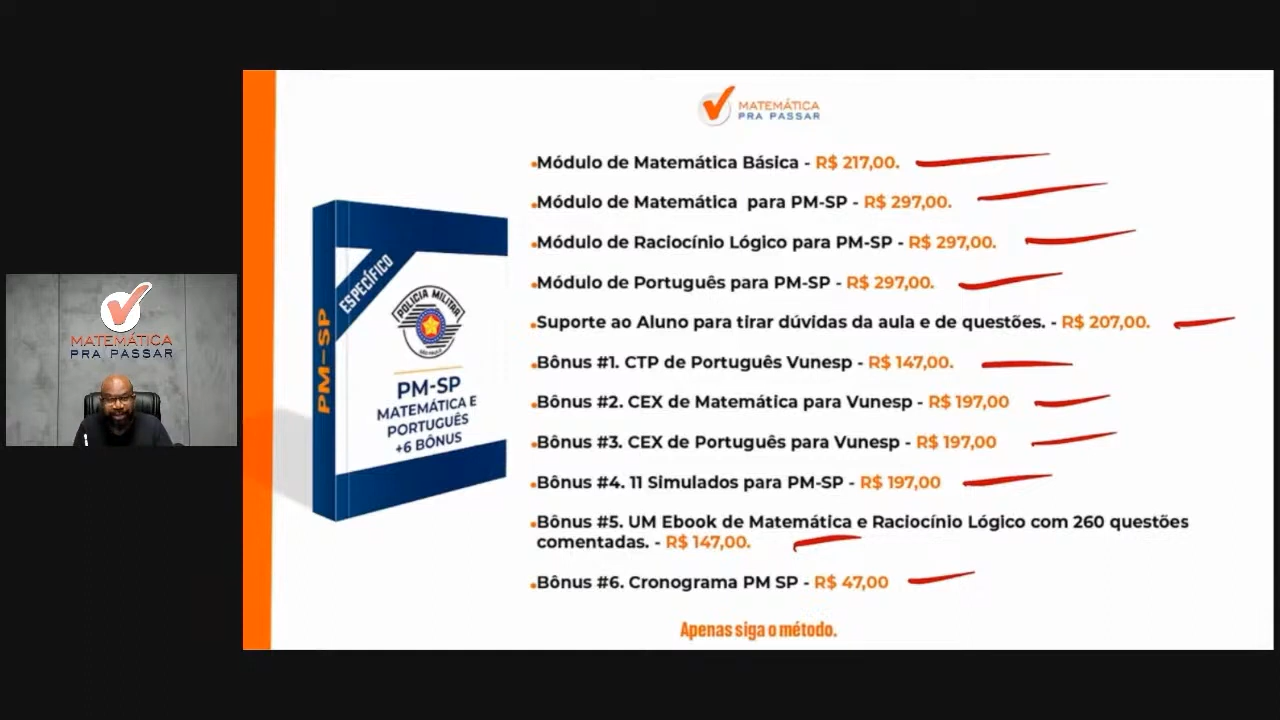 MATEMÁTICA
PRA PASSAR
•Módulo de Matemática Básica - R$ 217,00.
•Módulo de Matemática para PM-SP - R$ 297,00.
•Módulo de Raciocínio Lógico para PM-SP - R$ 297,00.
•Módulo de Português para PM-SP - R$ 297,00.
•Suporte ao Aluno para tirar dúvidas da aula e de questões. - R$ 207,00.
•Bônus #1. CTP de Português Vunesp - R$ 147,00.
•Bônus #2. CEX de Matemática para Vunesp - R$ 197,00
•Bônus #3. CEX de Português para Vunesp - R$ 197,00
•Bônus #4. 11 Simulados para PM-SP - R$ 197,00
•Bônus #5. UM Ebook de Matemática e Raciocínio Lógico com 260 questões
comentadas. - R$ 147,00.
•Bônus #6. Cronograma PM SP - R$ 47,00
Apenas siga o método.
PM-SP
ESPECÍFICO
POLÍCIA MILITAR
SÃO PAULO
PM-SP
MATEMÁTICA E
PORTUGUÊS
+6 BÔNUS
MATEMÁTICA
PRA PASSAR